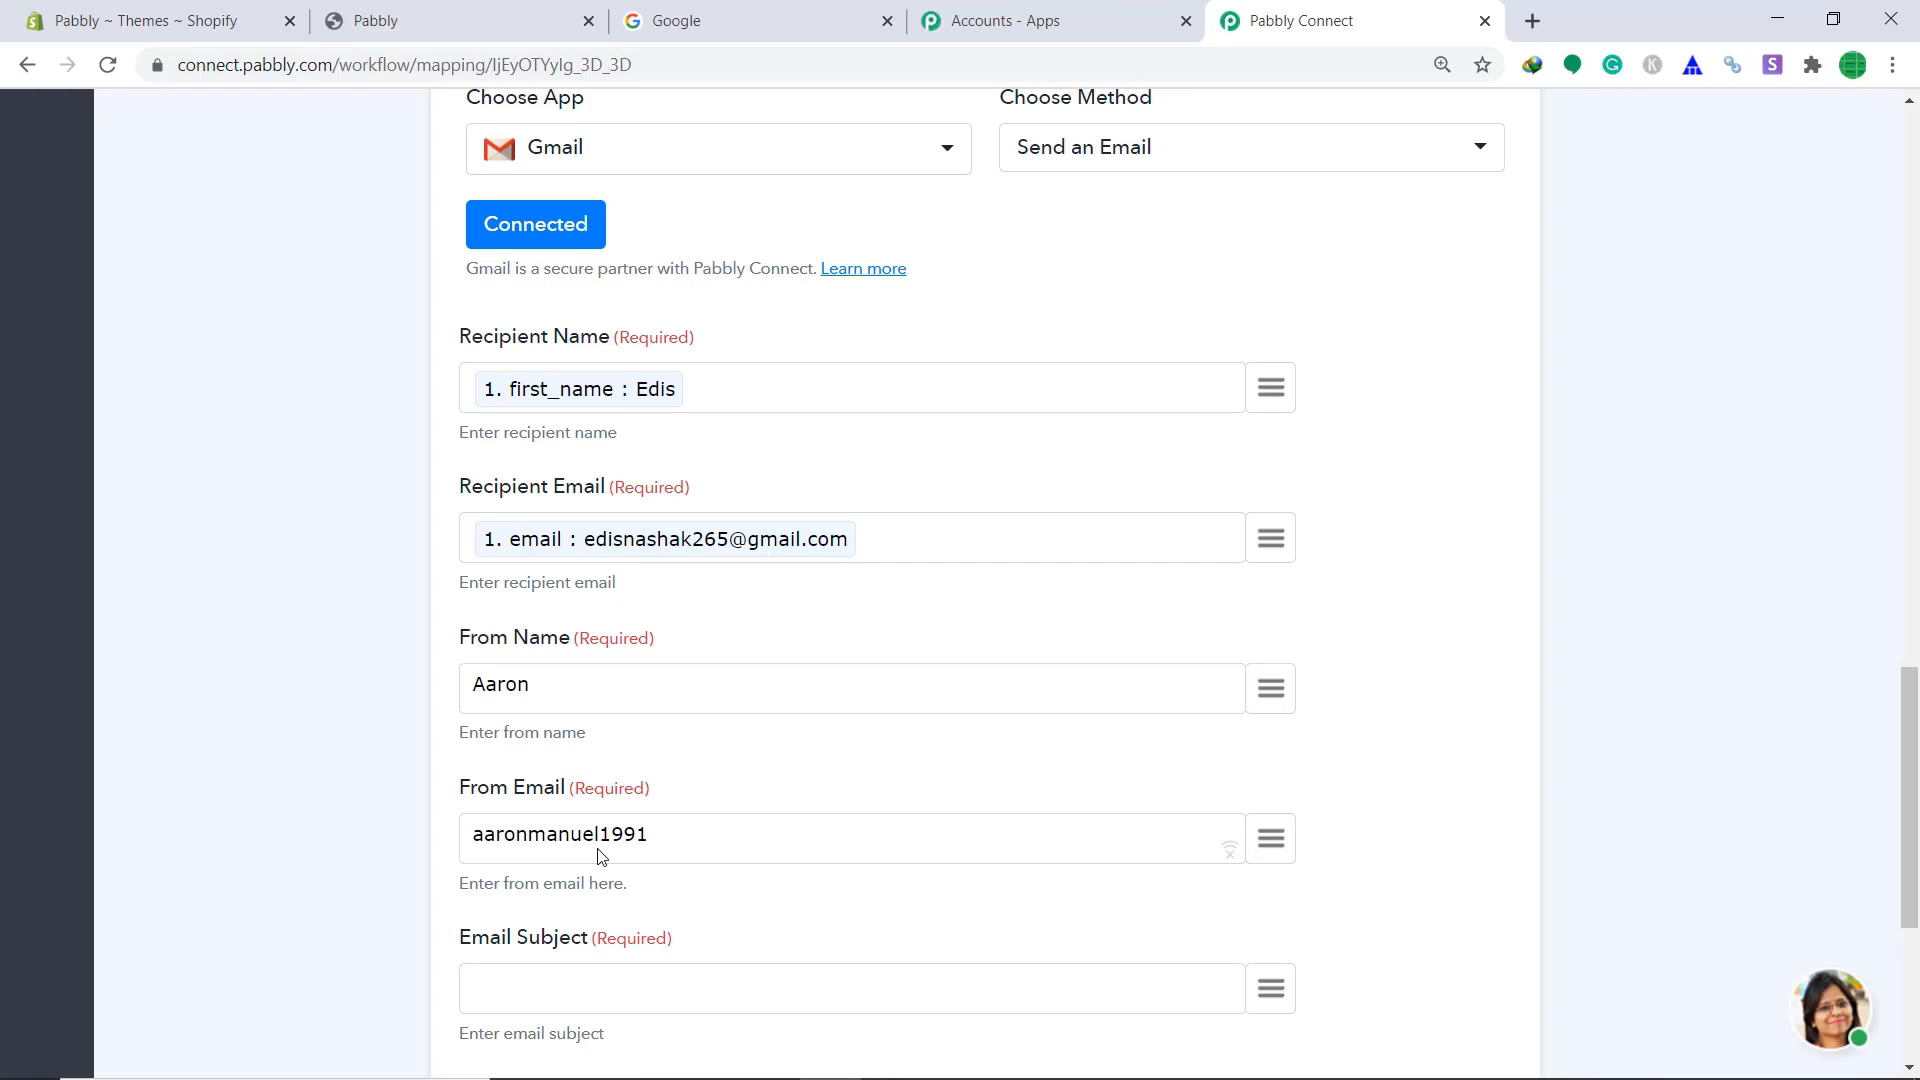 Pabbly ~ Themes ~ Shopify
Pabbly
Google
Accounts - Apps
Pabbly Connect
connect.pabbly.com/workflow/mapping/IjEyOTYyIg_3D_3D
Choose App
Choose Method
Gmail
Send an Email
Connected
Gmail is a secure partner with Pabbly Connect. Learn more
Recipient Name (Required)
1. first_name : Edis
Enter recipient name
Recipient Email (Required)
1. email : edisnashak265@gmail.com
Enter recipient email
From Name (Required)
Aaron
Enter from name
From Email (Required)
aaronmanuel1991
Enter from email here.
Email Subject (Required)
Enter email subject